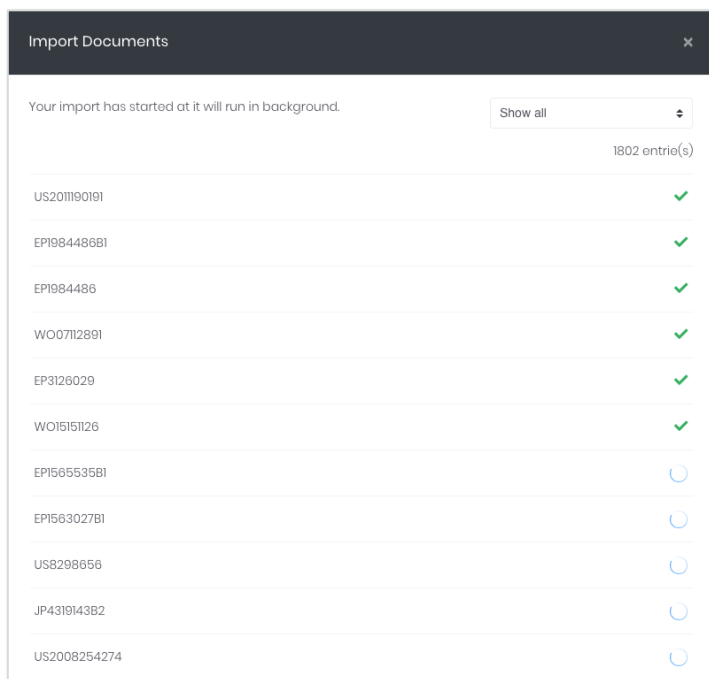 Import Documents ×
Your import has started at it will run in background.
Show all
1802 entrie(s)
US2011190191
EP1984486B1
EP1984486
WO07112891
EP3126029
WO15151126
EP1565535B1
EP1563027B1
US8298656
JP4319143B2
US2008254274